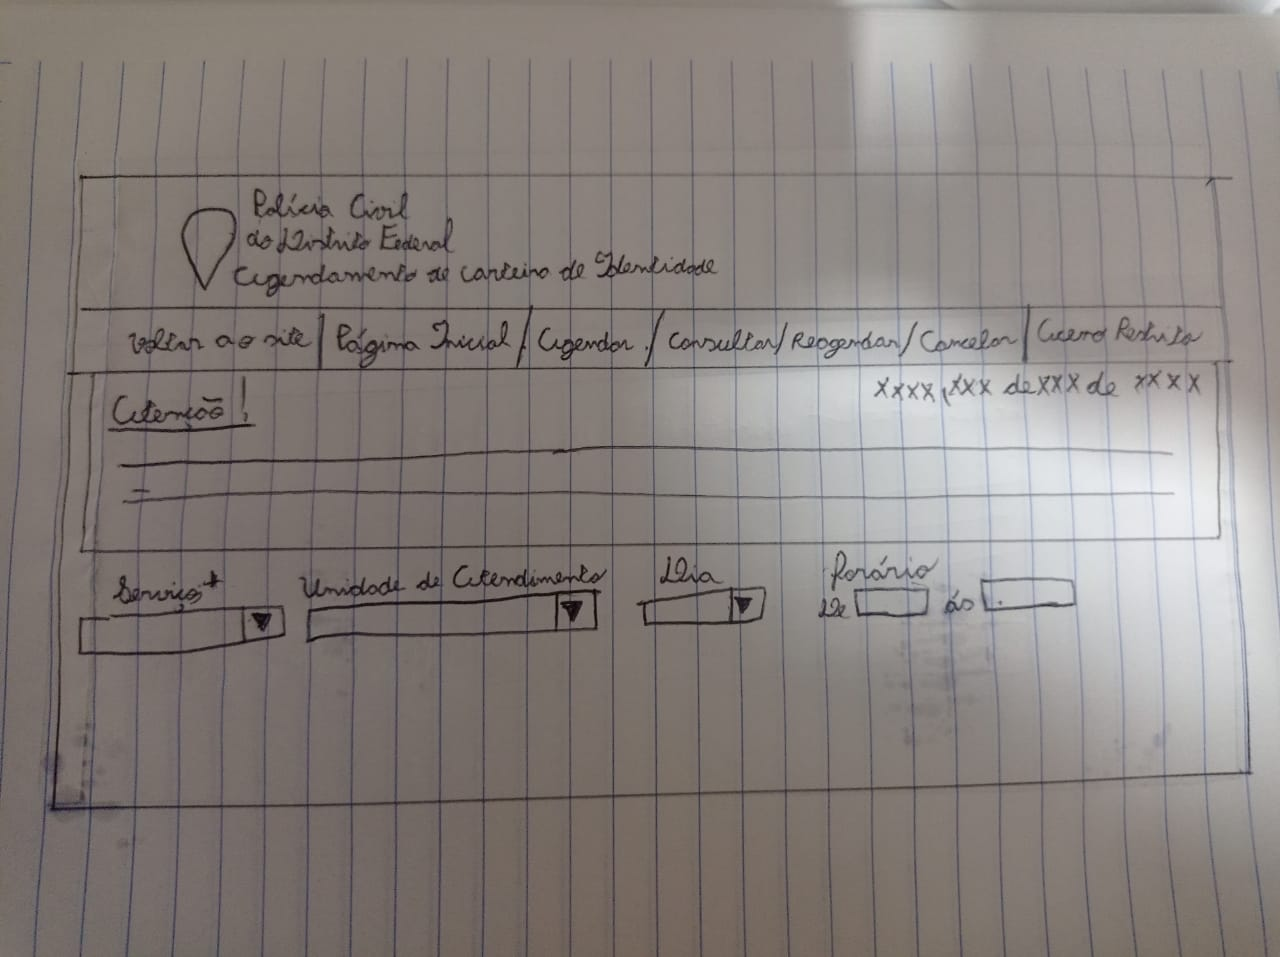 Polícia Civil
do Distrito Federal
Agendamento de carteira de Identidade
Voltar ao site | Página Inicial / Agendar / Consultar / Reagendar / Cancelar / Acesso Restrito
xxxx, xxx de xxx de xxxx
Atenção!
Serviço* Unidade de Atendimento Dia Horário
De às